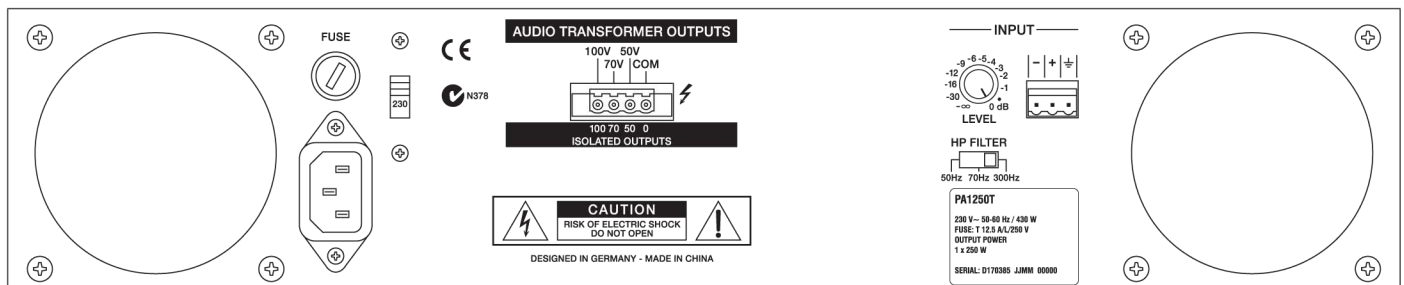 FUSE
230
CE
N378
AUDIO TRANSFORMER OUTPUTS
100V 50V
70V COM
100 70 50 0
ISOLATED OUTPUTS
CAUTION
RISK OF ELECTRIC SHOCK
DO NOT OPEN
DESIGNED IN GERMANY - MADE IN CHINA
INPUT
-9 -6 -5 -4
-12 -3
-16 -2
-30 -1
-∞ 0 dB
LEVEL
− +
HP FILTER
50Hz 70Hz 300Hz
PA1250T
230 V~ 50-60 Hz / 430 W
FUSE: T 12.5 A/L/250 V
OUTPUT POWER
1 x 250 W
SERIAL: D170385 JJMM 00000